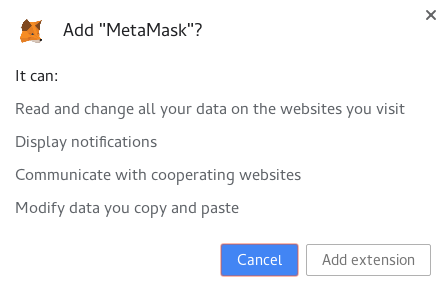 Add "MetaMask"?
It can:
Read and change all your data on the websites you visit
Display notifications
Communicate with cooperating websites
Modify data you copy and paste
Cancel
Add extension